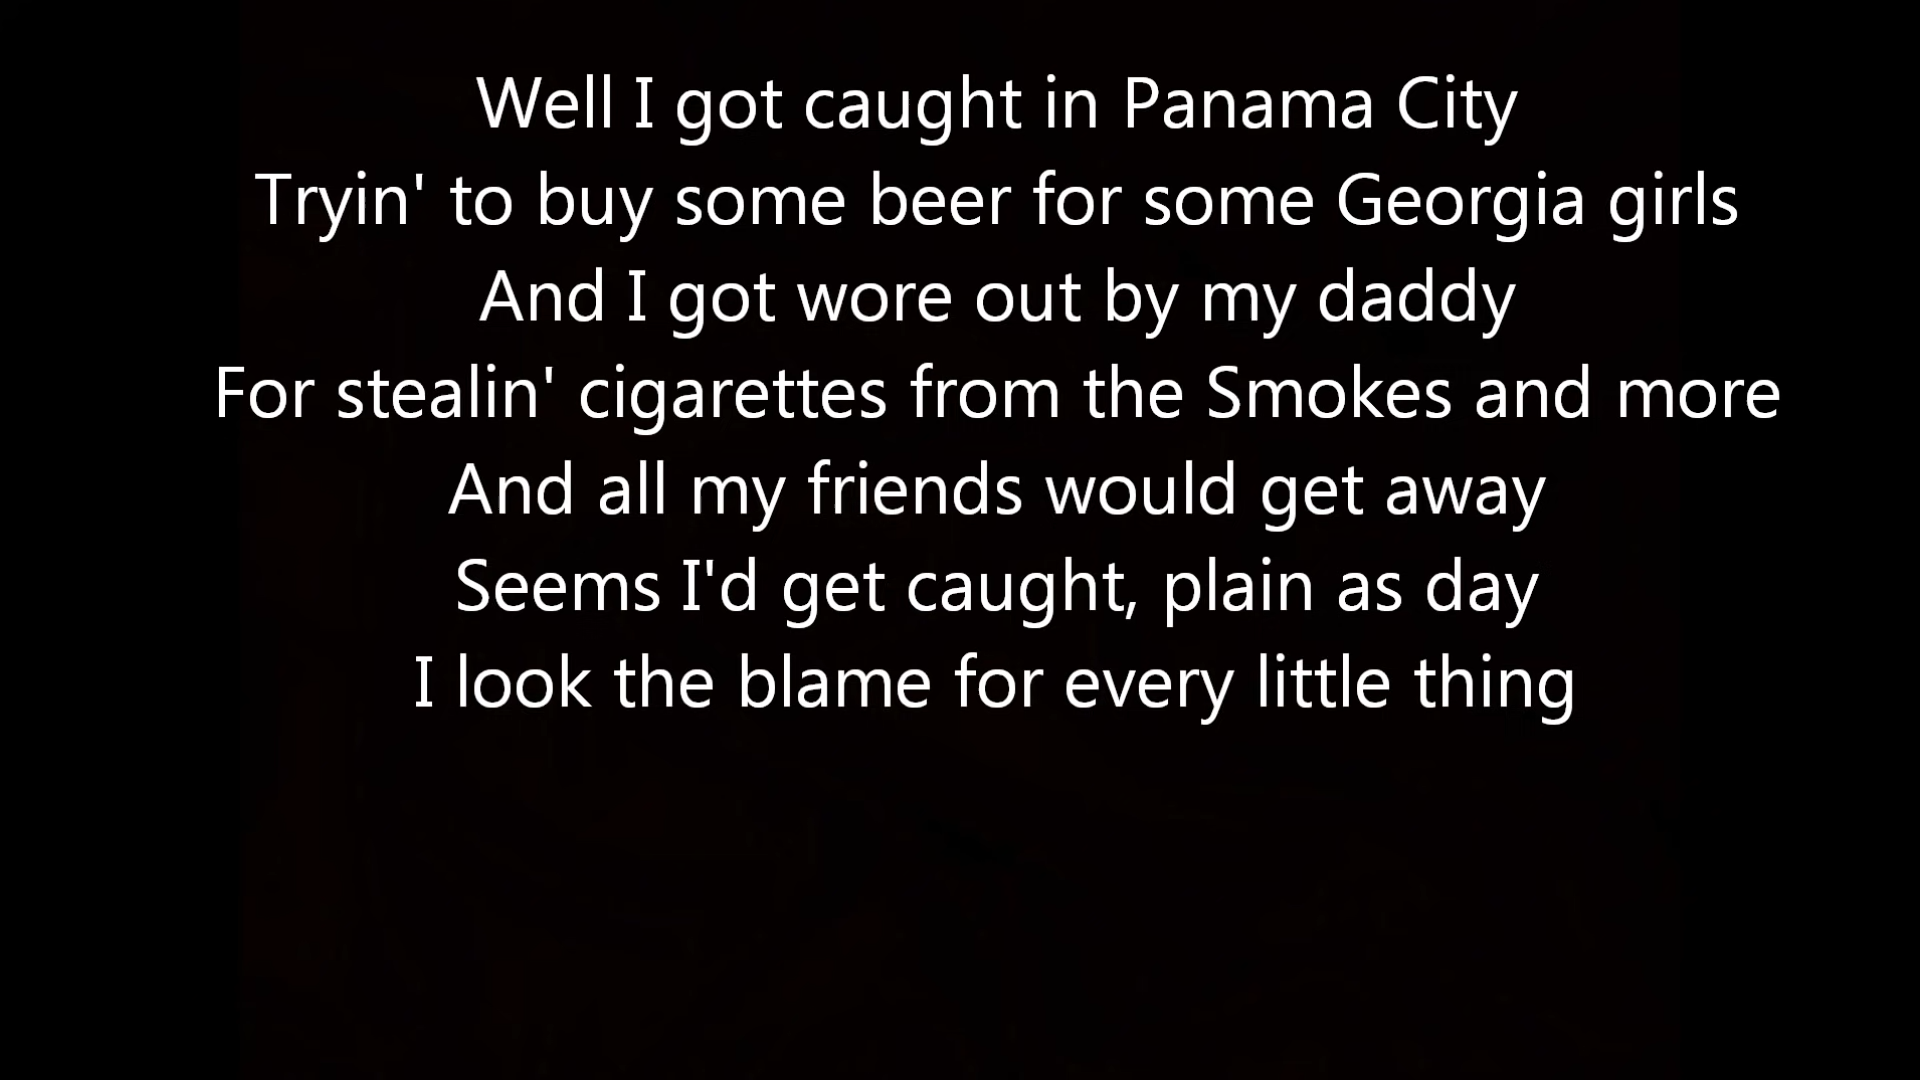 Well I got caught in Panama City
Tryin' to buy some beer for some Georgia girls
And I got wore out by my daddy
For stealin' cigarettes from the Smokes and more
And all my friends would get away
Seems I'd get caught, plain as day
I look the blame for every little thing